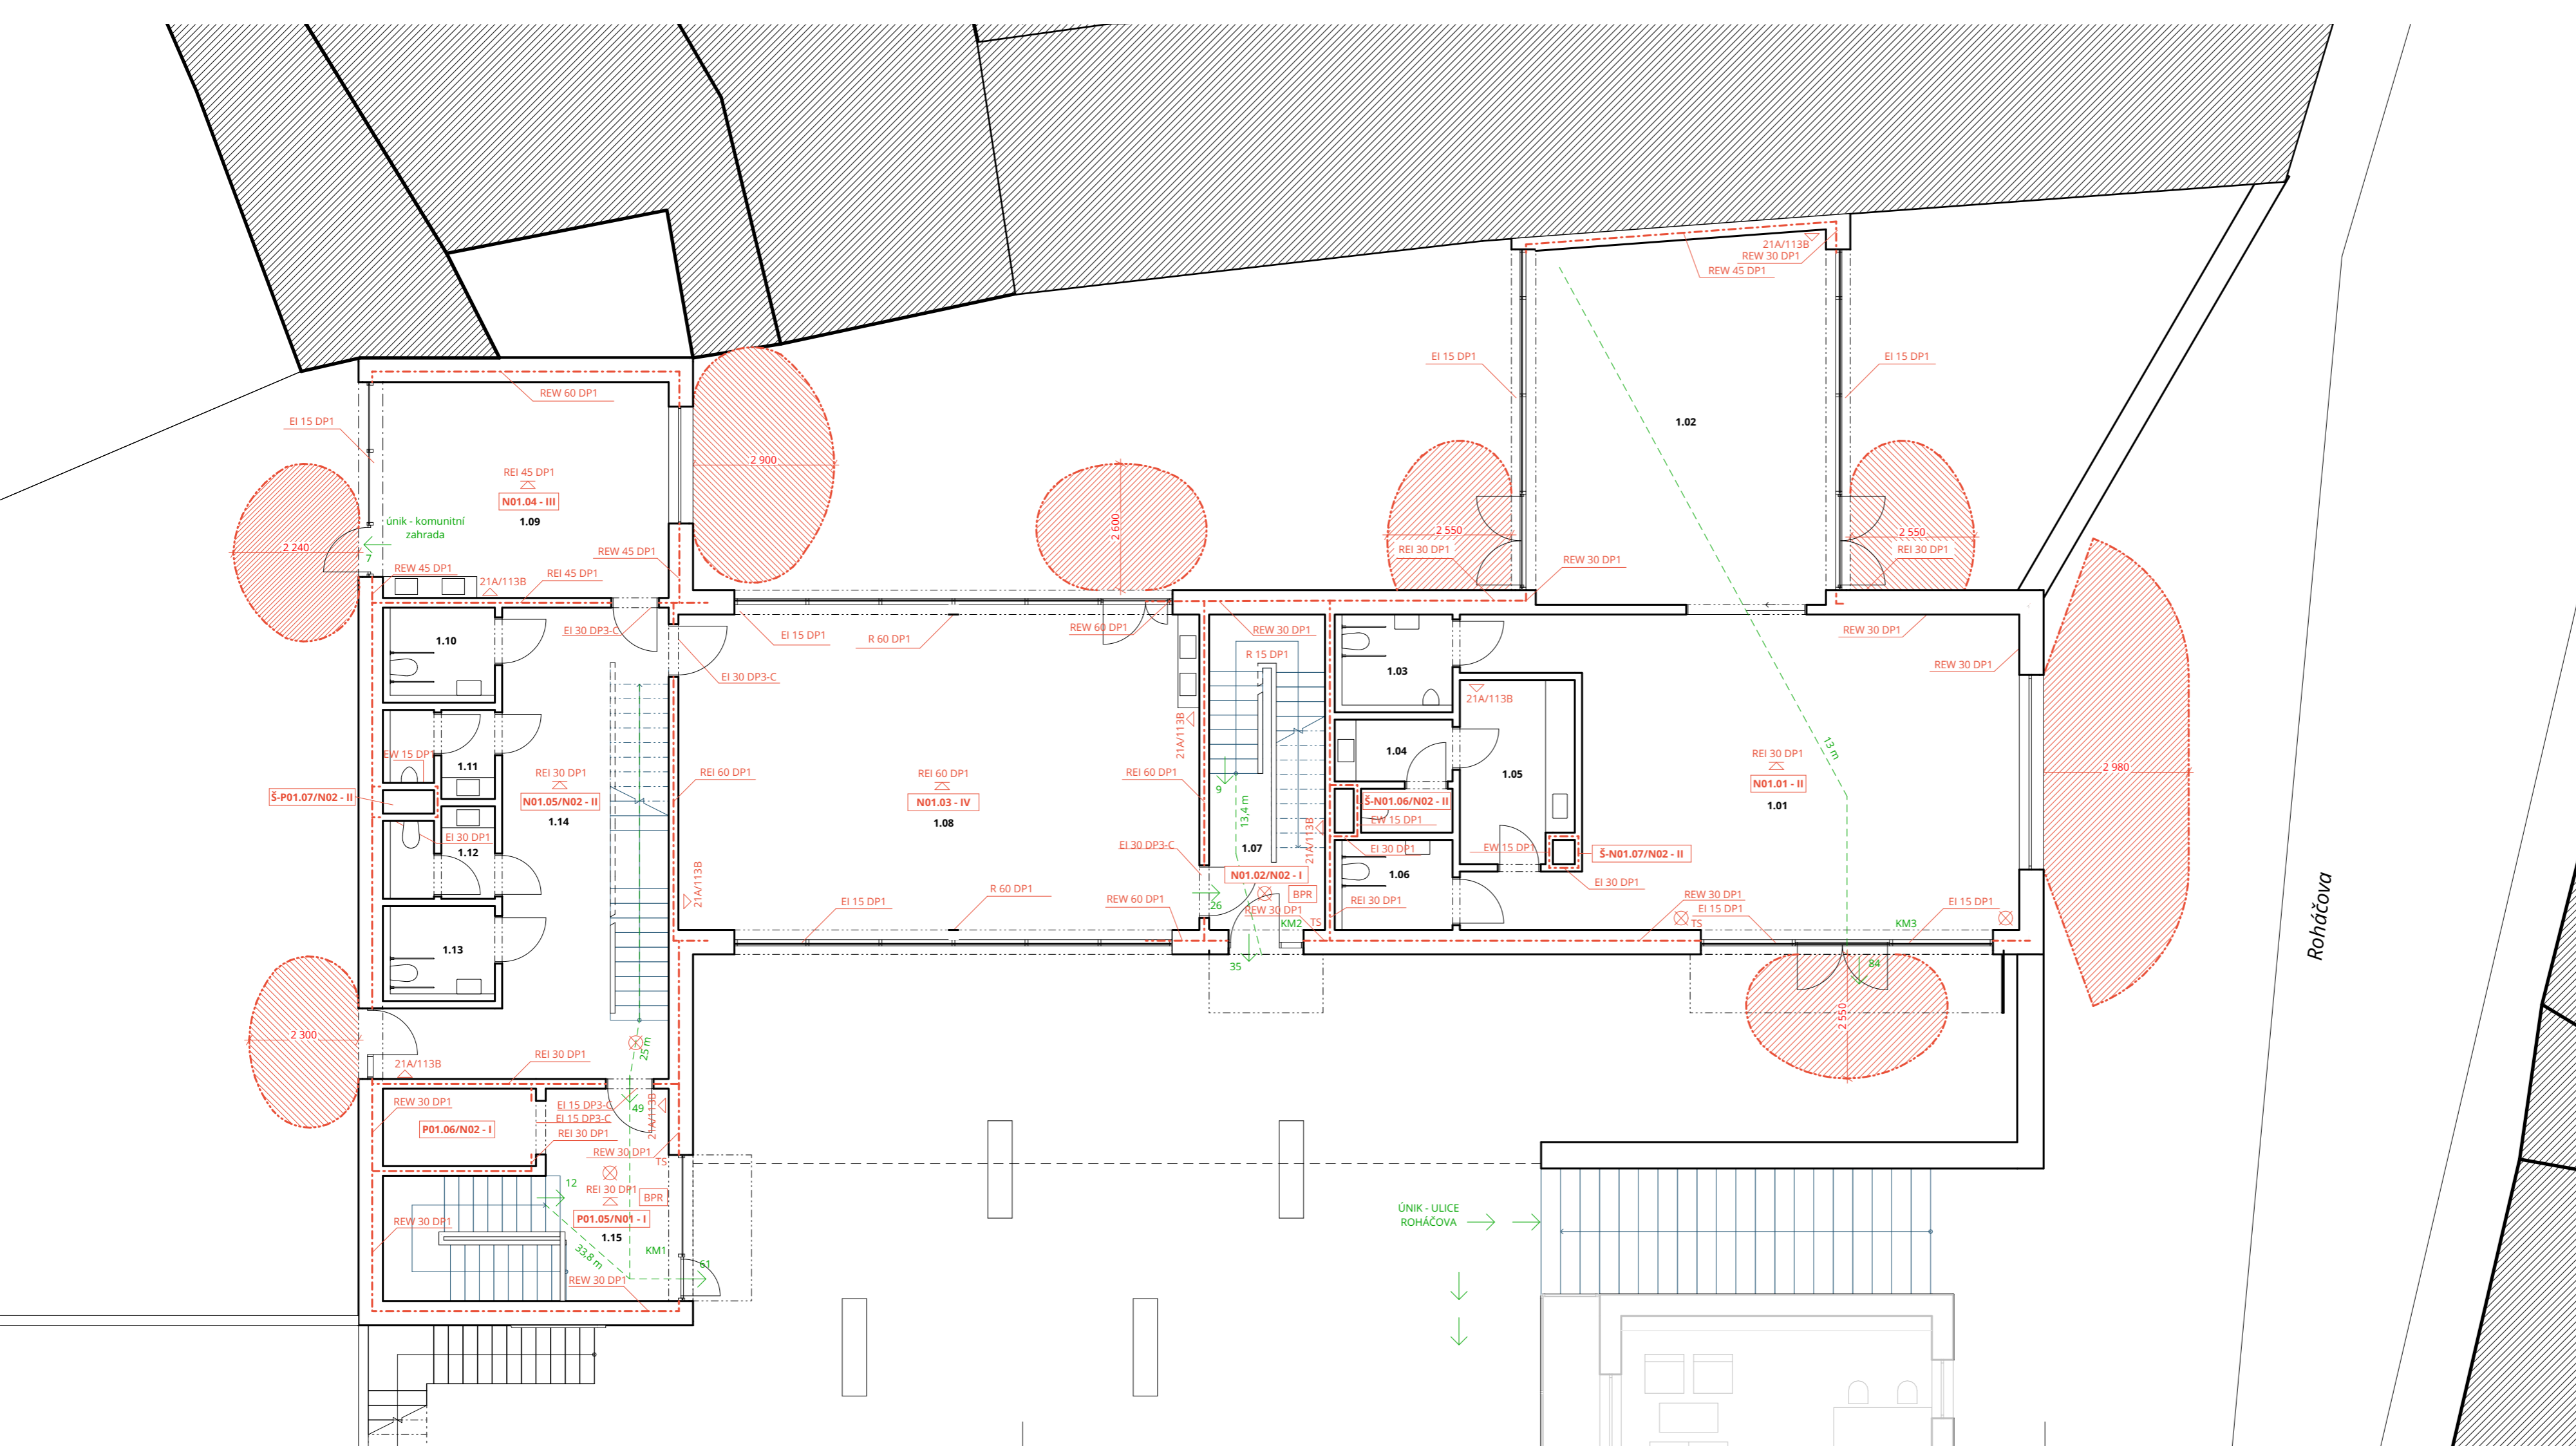 21A/113B
REW 30 DP1
REW 45 DP1
EI 15 DP1
EI 15 DP1
REW 60 DP1
EI 15 DP1
1.02
2 900
REI 45 DP1
N01.04 - III
1.09
únik - komunitní
zahrada
7
2 240
2 600
2 550
REI 30 DP1
2 550
REI 30 DP1
REW 45 DP1
REW 30 DP1
REW 45 DP1
21A/113B
REI 45 DP1
EI 30 DP3-C
EI 15 DP1
R 60 DP1
REW 60 DP1
REW 30 DP1
REW 30 DP1
1.10
R 15 DP1
REW 30 DP1
EI 30 DP3-C
1.03
21A/113B
21A/113B
EW 15 DP1
1.11
REI 30 DP1
N01.05/N02 - II
1.14
REI 60 DP1
REI 60 DP1
N01.03 - IV
1.08
REI 60 DP1
9
13,4 m
1.04
1.05
13 m
REI 30 DP1
N01.01 - II
1.01
2 980
Š-P01.07/N02 - II
Š-N01.06/N02 - II
EW 15 DP1
21A/113B
EI 30 DP1
1.12
EI 30 DP3-C
1.07
EI 30 DP1
EW 15 DP1
Š-N01.07/N02 - II
N01.02/N02 - I
1.06
EI 30 DP1
21A/113B
R 60 DP1
EI 15 DP1
REW 60 DP1
26
BPR
REW 30 DP1
KM2
TS
REI 30 DP1
REW 30 DP1
EI 15 DP1
TS
EI 15 DP1
KM3
Roháčova
1.13
35
84
2 550
2 300
25 m
REI 30 DP1
21A/113B
REW 30 DP1
P01.06/N02 - I
EI 15 DP3-C
EI 15 DP3-C
REI 30 DP1
49
21A/113B
REW 30 DP1
TS
12
REI 30 DP1
BPR
P01.05/N01 - I
1.15
REW 30 DP1
33,8 m
KM1
61
REW 30 DP1
ÚNIK - ULICE
ROHÁČOVA